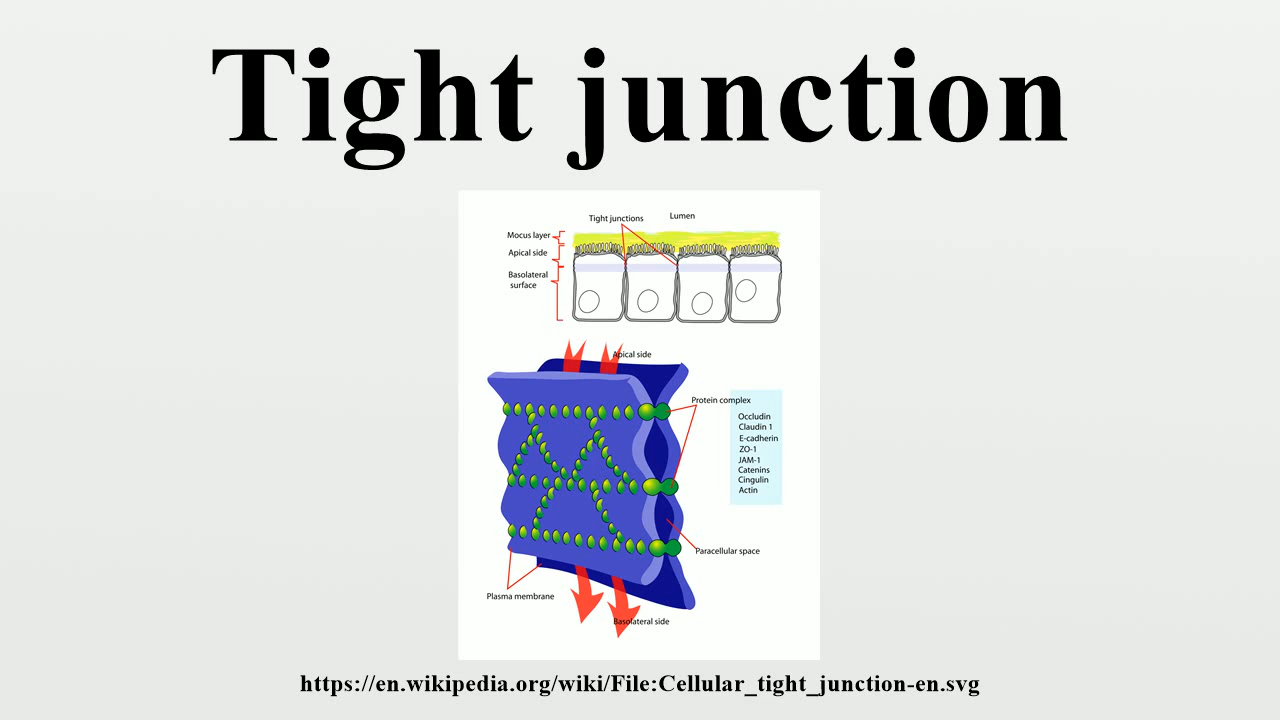 Tight junction
Tight junctions
Lumen
Mocus layer
Apical side
Basolateral
surface
Apical side
Protein complex
Occludin
Claudin 1
E-cadherin
ZO-1
JAM-1
Catenins
Cingulin
Actin
Paracellular space
Plasma membrane
Basolateral side
https://en.wikipedia.org/wiki/File:Cellular_tight_junction-en.svg